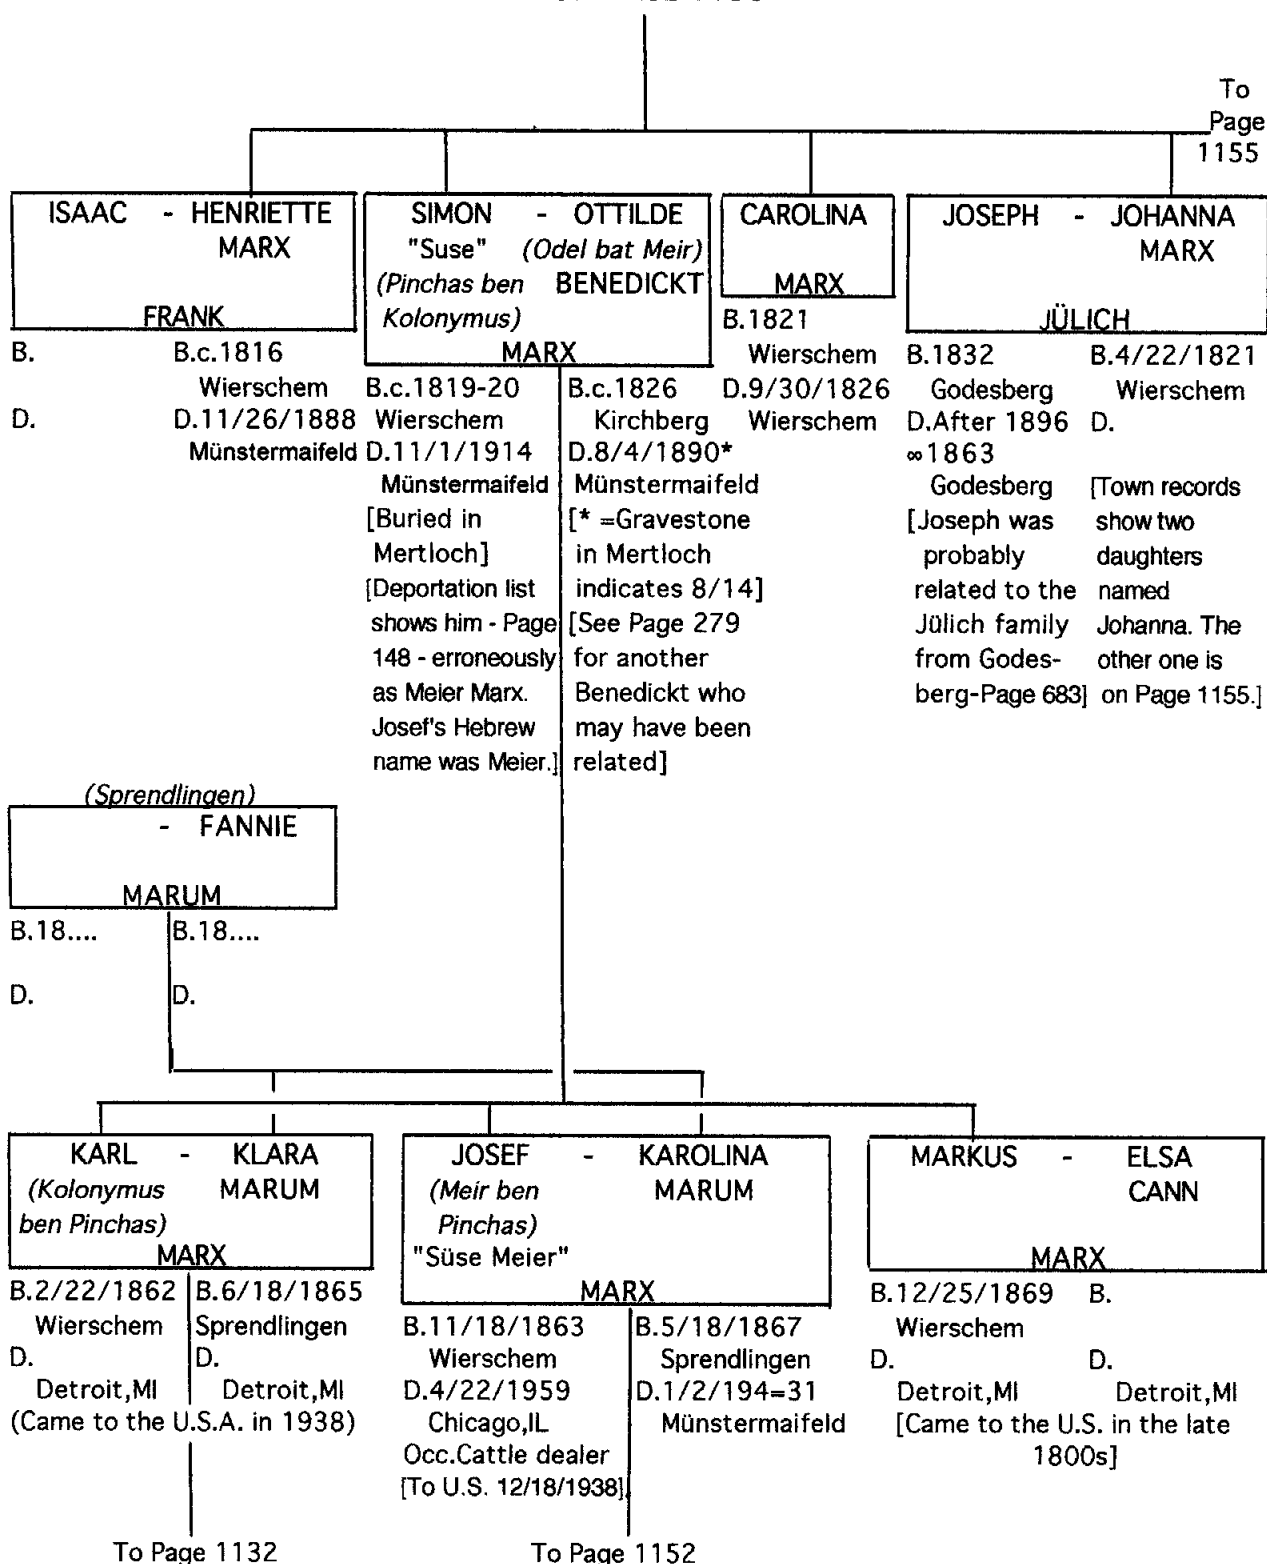 To
Page
1155
ISAAC - HENRIETTE
MARX
FRANK
B. B.c.1816
Wierschem
D. D.11/26/1888
Münstermaifeld
SIMON - OTTILDE
"Suse" (Odel bat Meir)
(Pinchas ben BENEDICKT
Kolonymus)
MARX
B.c.1819-20
Wierschem
D.11/1/1914
Münstermaifeld
[Buried in
Mertloch]
[Deportation list
shows him - Page
148 - erroneously
as Meier Marx.
Josef's Hebrew
name was Meier.]
B.c.1826
Kirchberg
D.8/4/1890*
Münstermaifeld
[* =Gravestone
in Mertloch
indicates 8/14]
[See Page 279
for another
Benedickt who
may have been
related]
CAROLINA
MARX
B.1821
Wierschem
D.9/30/1826
Wierschem
JOSEPH - JOHANNA
MARX
JÜLICH
B.1832
Godesberg
D.After 1896
∞1863
Godesberg
[Joseph was
probably
related to the
Jülich family
from Godes-
berg-Page 683]
B.4/22/1821
Wierschem
D.
[Town records
show two
daughters
named
Johanna. The
other one is
on Page 1155.]
(Sprendlingen)
- FANNIE
MARUM
B.18.... B.18....
D. D.
KARL - KLARA
(Kolonymus MARUM
ben Pinchas)
MARX
B.2/22/1862 B.6/18/1865
Wierschem Sprendlingen
D. D.
Detroit,MI Detroit,MI
(Came to the U.S.A. in 1938)
To Page 1132
JOSEF - KAROLINA
(Meir ben MARUM
Pinchas)
"Süse Meier"
MARX
B.11/18/1863 B.5/18/1867
Wierschem Sprendlingen
D.4/22/1959 D.1/2/194=31
Chicago,IL Münstermaifeld
Occ.Cattle dealer
[To U.S. 12/18/1938]
To Page 1152
MARKUS - ELSA
CANN
MARX
B.12/25/1869 B.
Wierschem
D. D.
Detroit,MI Detroit,MI
[Came to the U.S. in the late
1800s]